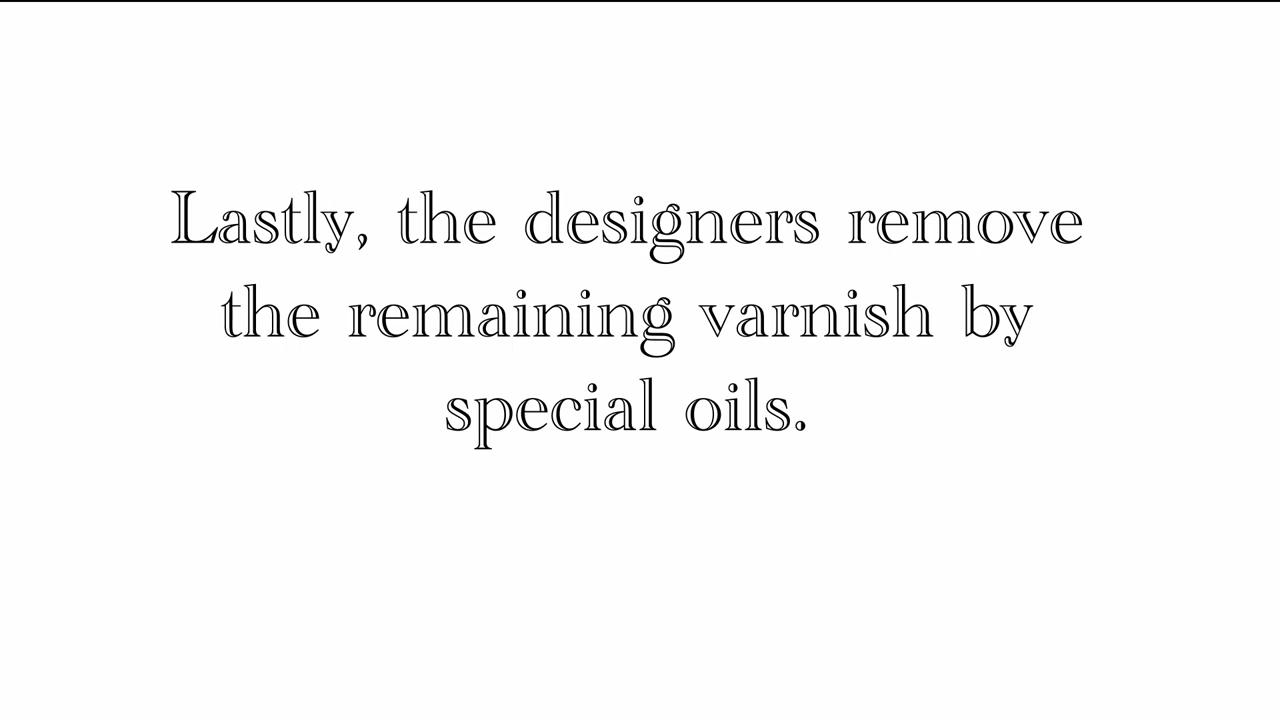 Lastly, the designers remove
the remaining varnish by
special oils.